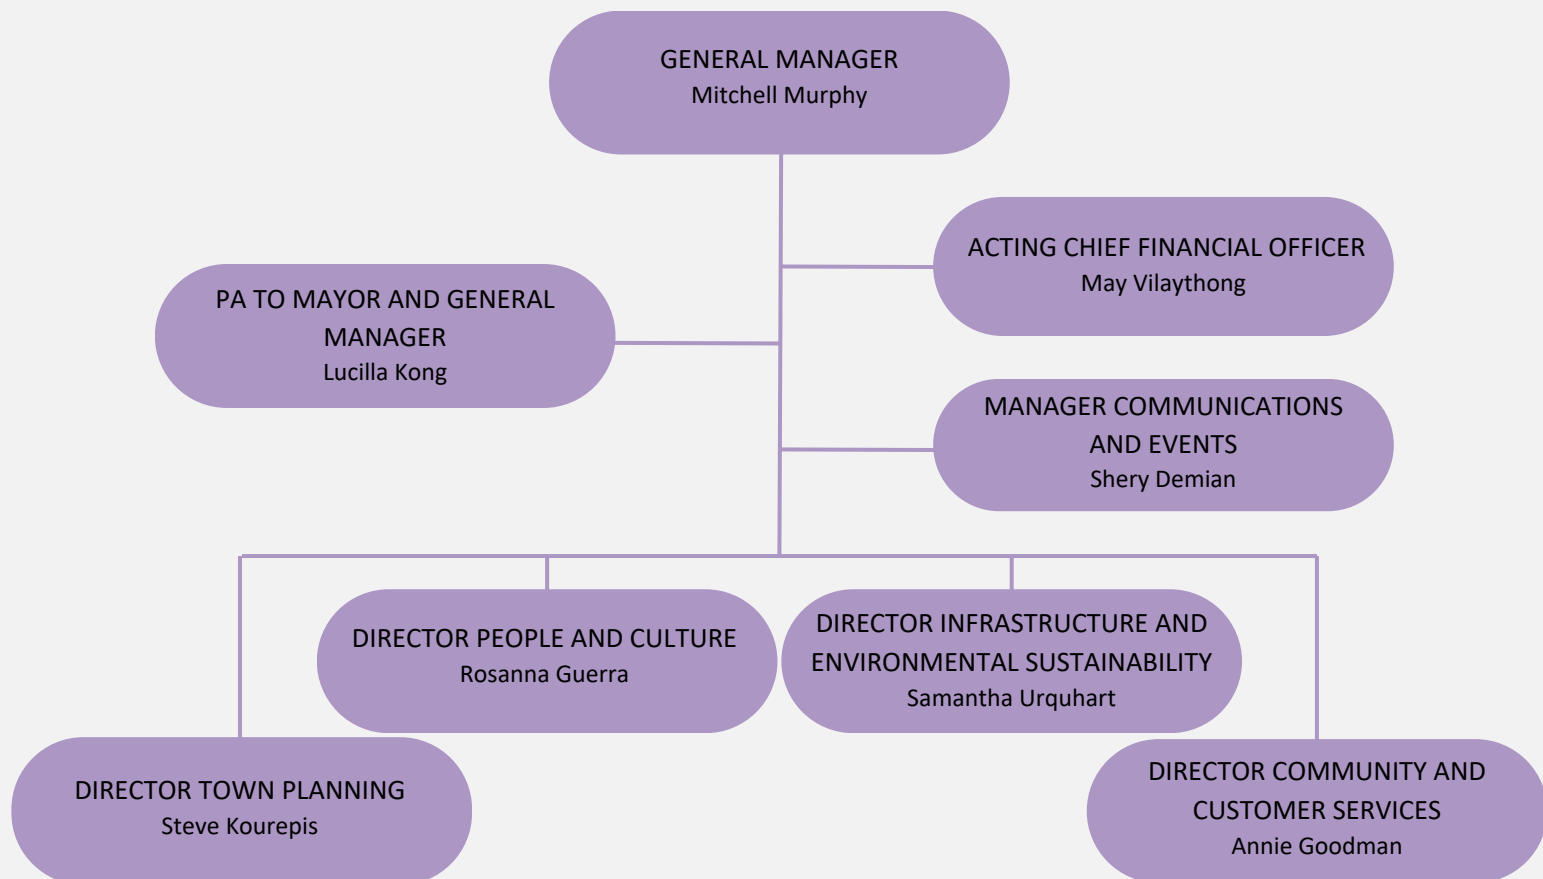 GENERAL MANAGER
Mitchell Murphy
ACTING CHIEF FINANCIAL OFFICER
May Vilaythong
PA TO MAYOR AND GENERAL
MANAGER
Lucilla Kong
MANAGER COMMUNICATIONS
AND EVENTS
Shery Demian
DIRECTOR PEOPLE AND CULTURE
Rosanna Guerra
DIRECTOR INFRASTRUCTURE AND
ENVIRONMENTAL SUSTAINABILITY
Samantha Urquhart
DIRECTOR TOWN PLANNING
Steve Kourepis
DIRECTOR COMMUNITY AND
CUSTOMER SERVICES
Annie Goodman